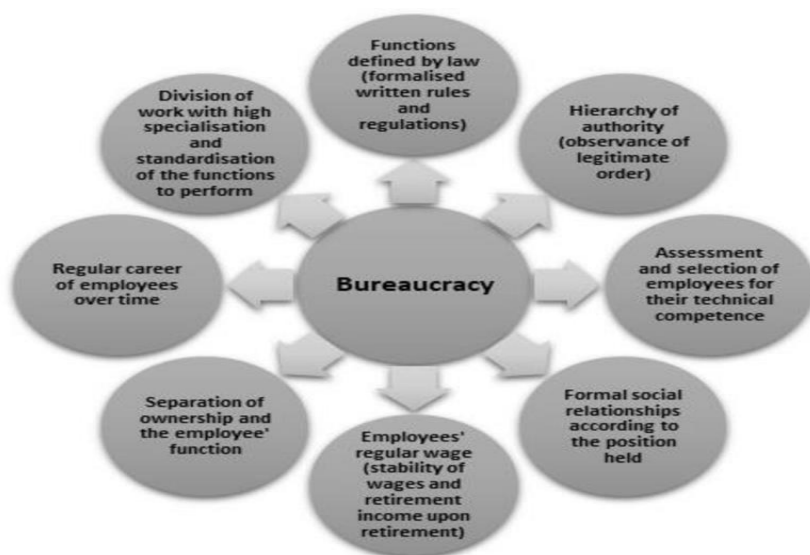 Functions
defined by law
(formalised
written rules
and
regulations)
Hierarchy of
authority
(observance of
legitimate
order)
Assessment
and selection of
employees for
their technical
competence
Formal social
relationships
according to
the position
held
Employees'
regular wage
(stability of
wages and
retirement
income upon
retirement)
Separation of
ownership and
the employee'
function
Regular career
of employees
over time
Division of
work with high
specialisation
and
standardisation
of the functions
to perform
Bureaucracy